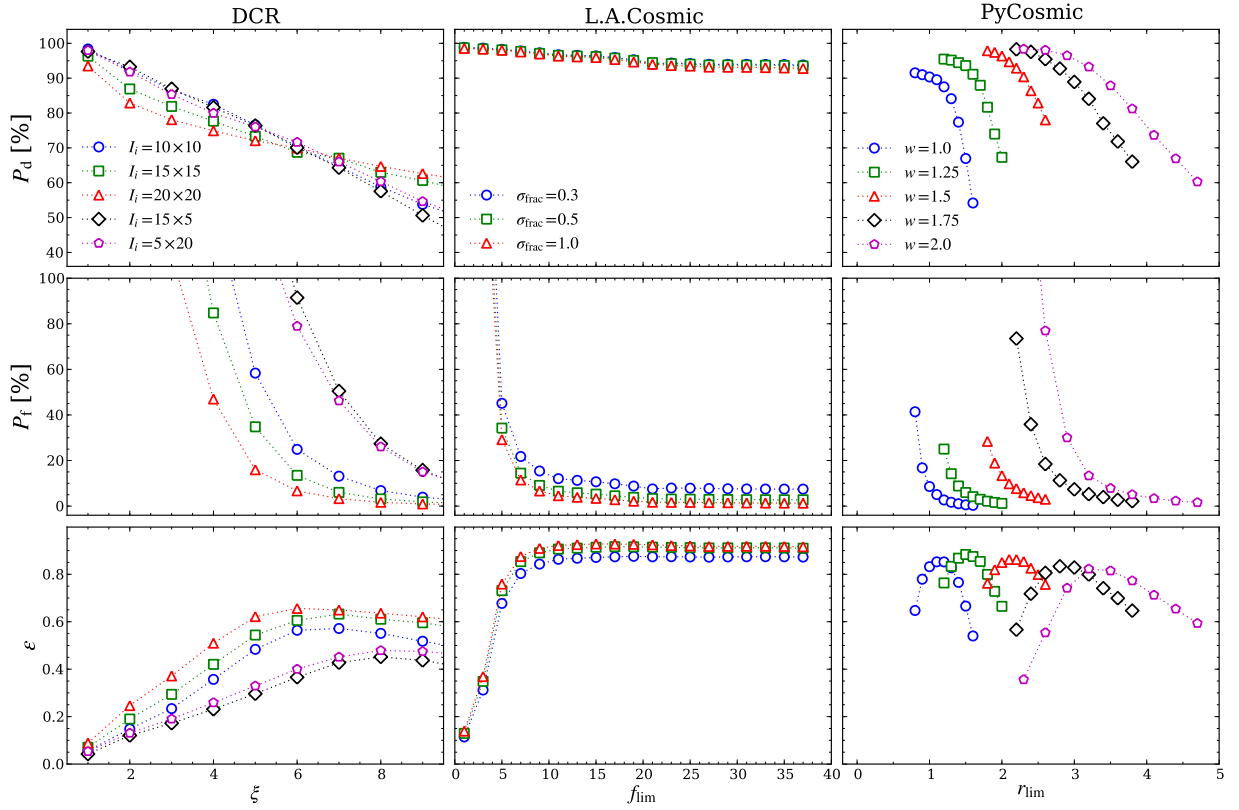 DCR L.A.Cosmic PyCosmic
100
90
80
70
60
50
40
P_d [%]
I_i=10×10
I_i=15×15
I_i=20×20
I_i=15×5
I_i=5×20
σ_frac=0.3
σ_frac=0.5
σ_frac=1.0
w=1.0
w=1.25
w=1.5
w=1.75
w=2.0
100
80
60
40
20
0
P_f [%]
0.8
0.6
0.4
0.2
0.0
ε
2 4 6 8
0 5 10 15 20 25 30 35 40
0 1 2 3 4 5
ξ f_lim r_lim